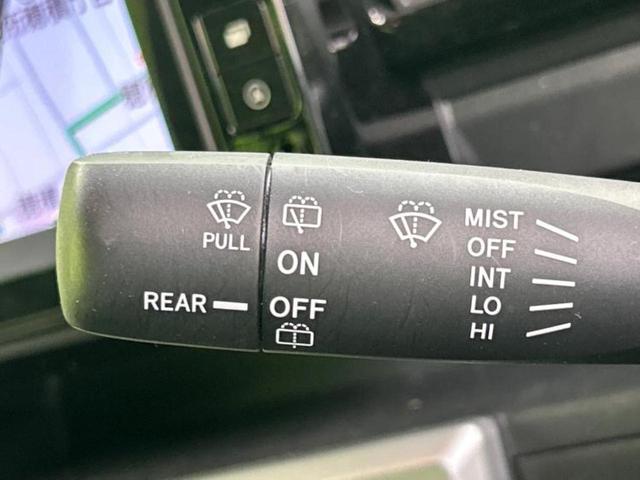 PULL
REAR
ON
OFF
MIST
OFF
INT
LO
HI